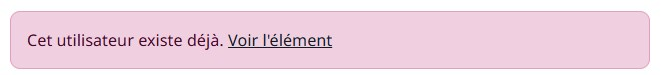 Cet utilisateur existe déjà. Voir l'élément